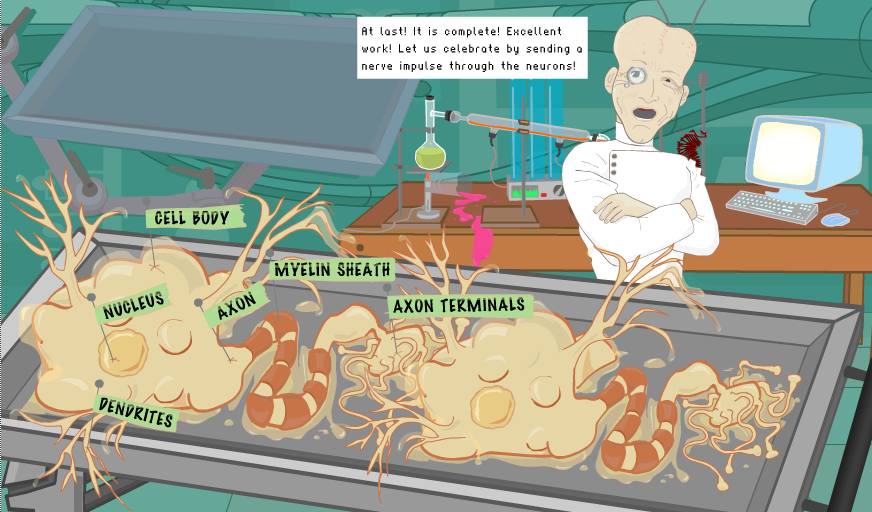 At last! It is complete! Excellent
work! Let us celebrate by sending a
nerve impulse through the neurons!
CELL BODY
MYELIN SHEATH
NUCLEUS
AXON
AXON TERMINALS
DENDRITES